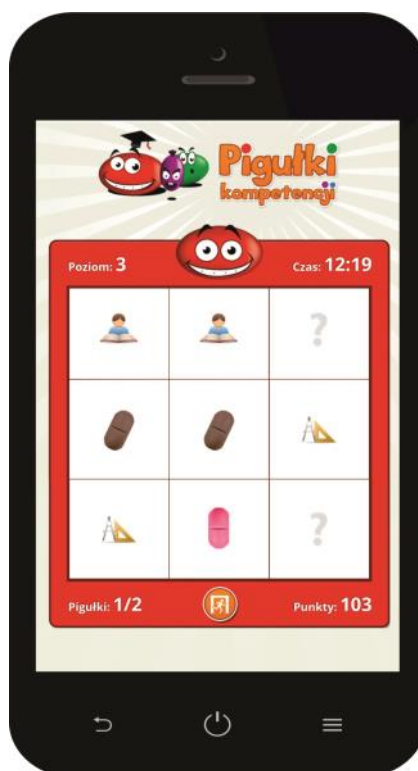 Pigułki
kompetencji
Poziom: 3
Czas: 12:19
?
?
Pigułki: 1/2
Punkty: 103